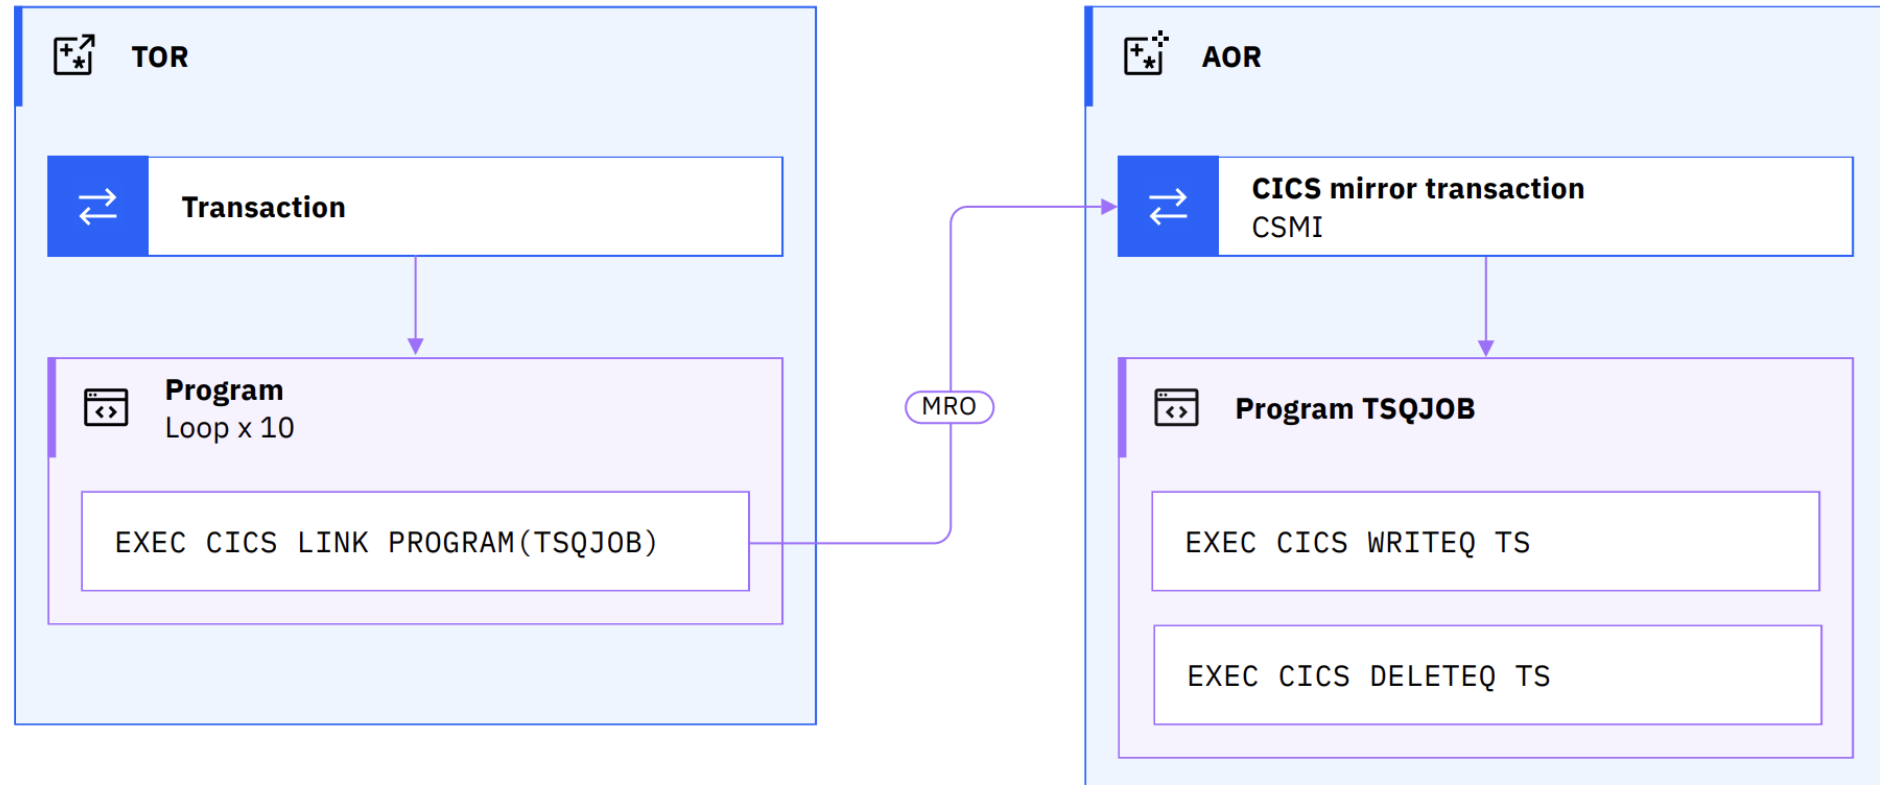 TOR
Transaction
Program
Loop x 10
EXEC CICS LINK PROGRAM(TSQJOB)
MRO
AOR
CICS mirror transaction
CSMI
Program TSQJOB
EXEC CICS WRITEQ TS
EXEC CICS DELETEQ TS